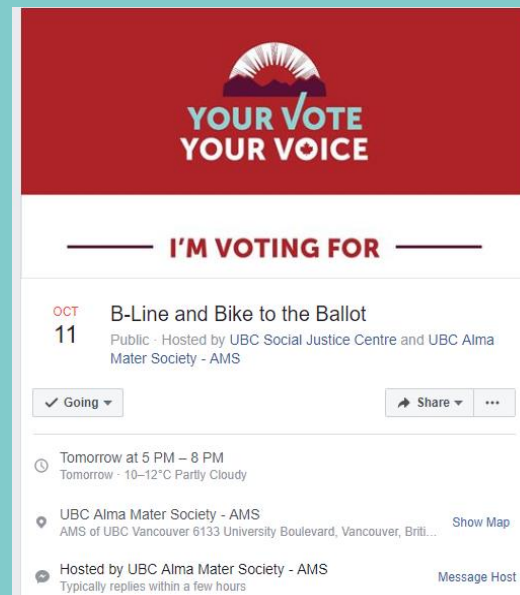 YOUR VOTE
YOUR VOICE
I'M VOTING FOR
OCT
11
B-Line and Bike to the Ballot
Public · Hosted by UBC Social Justice Centre and UBC Alma
Mater Society - AMS
Going
Share
Tomorrow at 5 PM – 8 PM
Tomorrow · 10–12°C Partly Cloudy
UBC Alma Mater Society - AMS
AMS of UBC Vancouver 6133 University Boulevard, Vancouver, Briti...
Show Map
Hosted by UBC Alma Mater Society - AMS
Typically replies within a few hours
Message Host